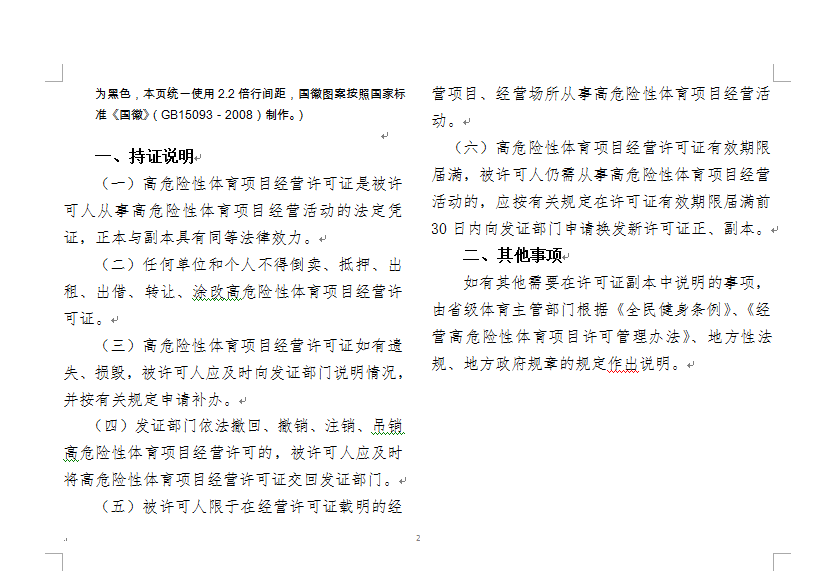 为黑色，本页统一使用2.2倍行间距，国徽图案按照国家标
准《国徽》（GB15093－2008）制作。）
一、持证说明
（一）高危险性体育项目经营许可证是被许
可人从事高危险性体育项目经营活动的法定凭
证，正本与副本具有同等法律效力。
（二）任何单位和个人不得倒卖、抵押、出
租、出借、转让、涂改高危险性体育项目经营许
可证。
（三）高危险性体育项目经营许可证如有遗
失、损毁，被许可人应及时向发证部门说明情况，
并按有关规定申请补办。
（四）发证部门依法撤回、撤销、注销、吊销
高危险性体育项目经营许可的，被许可人应及时
将高危险性体育项目经营许可证交回发证部门。
（五）被许可人限于在经营许可证载明的经
营项目、经营场所从事高危险性体育项目经营活
动。
（六）高危险性体育项目经营许可证有效期限
届满，被许可人仍需从事高危险性体育项目经营
活动的，应按有关规定在许可证有效期限届满前
30日内向发证部门申请换发新许可证正、副本。
二、其他事项
如有其他需要在许可证副本中说明的事项，
由省级体育主管部门根据《全民健身条例》、《经
营高危险性体育项目许可管理办法》、地方性法
规、地方政府规章的规定作出说明。
2